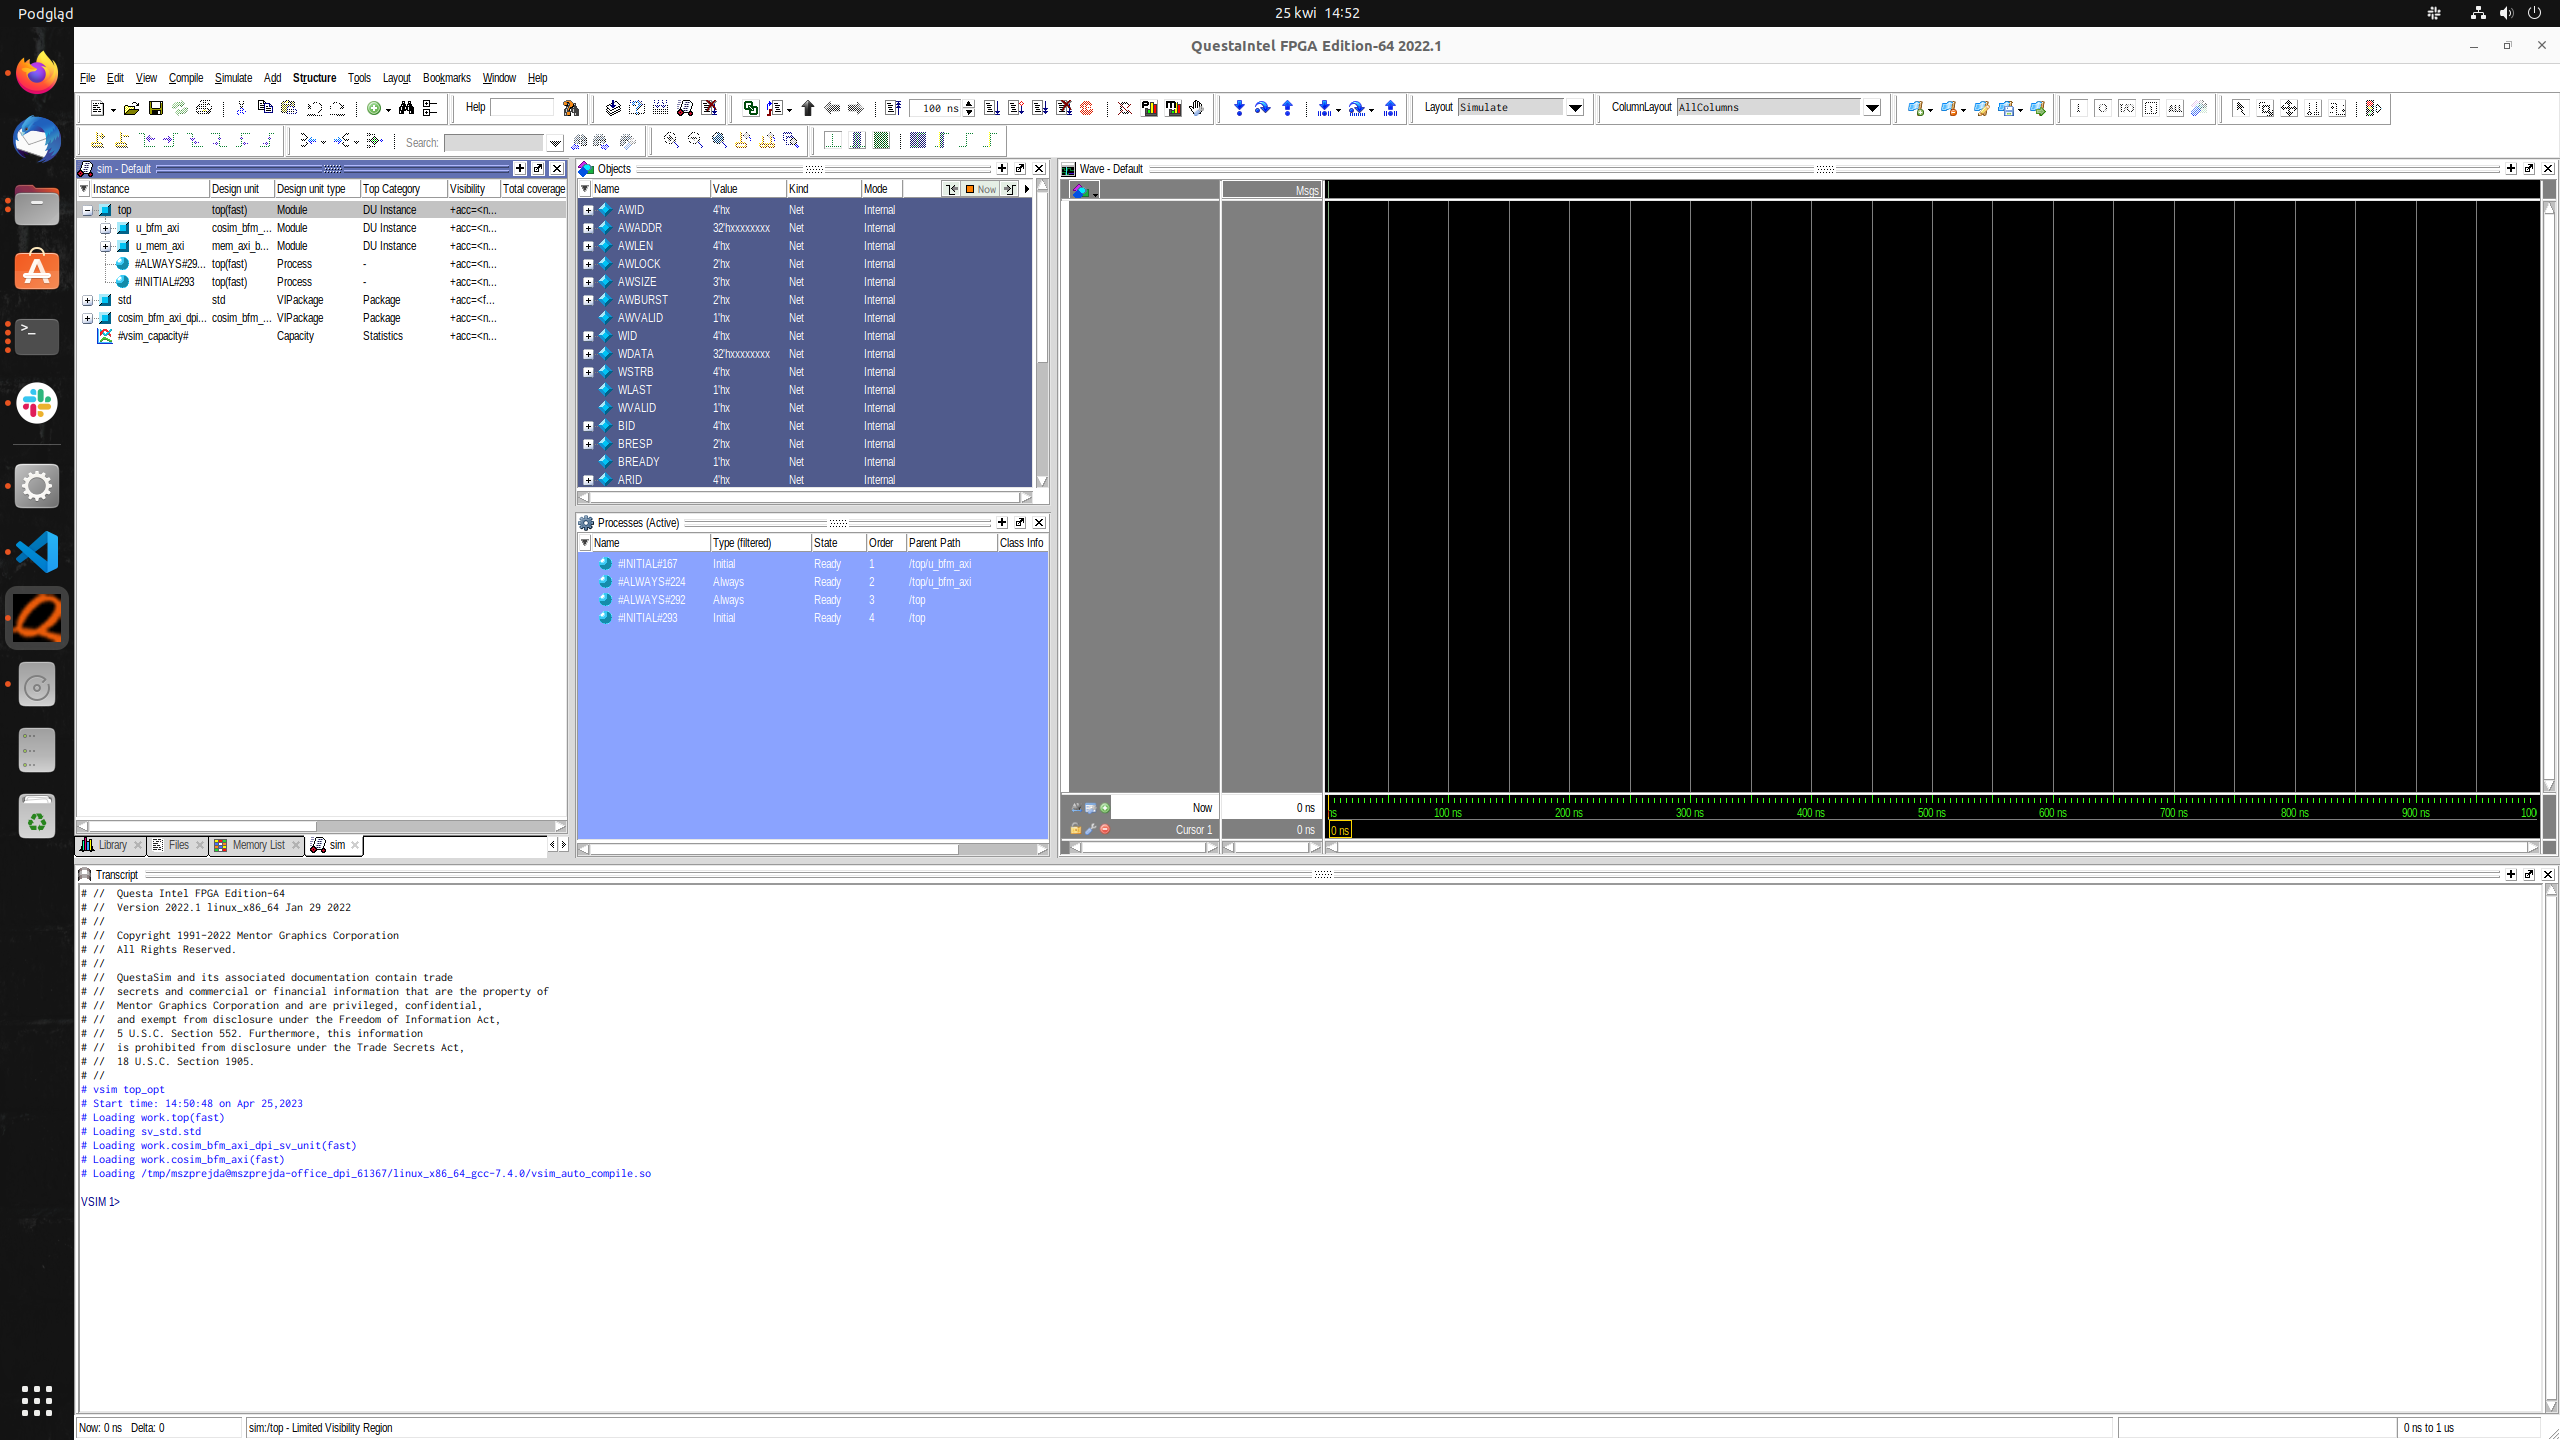 Podgląd
25 kwi 14:52
QuestaIntel FPGA Edition-64 2022.1
File Edit View Compile Simulate Add Structure Tools Layout Bookmarks Window Help
Help
100 ns
Layout Simulate
ColumnLayout AllColumns
Search:
sim - Default
Instance Design unit Design unit type Top Category Visibility Total coverage
top top(fast) Module DU Instance +acc=<n...
u_bfm_axi cosim_bfm_... Module DU Instance +acc=<n...
u_mem_axi mem_axi_b... Module DU Instance +acc=<n...
#ALWAYS#29... top(fast) Process - +acc=<n...
#INITIAL#293 top(fast) Process - +acc=<n...
std std VIPackage Package +acc=<f...
cosim_bfm_axi_dpi... cosim_bfm_... VIPackage Package +acc=<n...
#vsim_capacity# Capacity Statistics +acc=<n...
Library Files Memory List sim
Objects
Name Value Kind Mode Now
AWID 4'hx Net Internal
AWADDR 32'hxxxxxxxx Net Internal
AWLEN 4'hx Net Internal
AWLOCK 2'hx Net Internal
AWSIZE 3'hx Net Internal
AWBURST 2'hx Net Internal
AWVALID 1'hx Net Internal
WID 4'hx Net Internal
WDATA 32'hxxxxxxxx Net Internal
WSTRB 4'hx Net Internal
WLAST 1'hx Net Internal
WVALID 1'hx Net Internal
BID 4'hx Net Internal
BRESP 2'hx Net Internal
BREADY 1'hx Net Internal
ARID 4'hx Net Internal
Processes (Active)
Name Type (filtered) State Order Parent Path Class Info
#INITIAL#167 Initial Ready 1 /top/u_bfm_axi
#ALWAYS#224 Always Ready 2 /top/u_bfm_axi
#ALWAYS#292 Always Ready 3 /top
#INITIAL#293 Initial Ready 4 /top
Wave - Default
Msgs
Now 0 ns
ns 100 ns 200 ns 300 ns 400 ns 500 ns 600 ns 700 ns 800 ns 900 ns 100
Cursor 1 0 ns
0 ns
Transcript
# // Questa Intel FPGA Edition-64
# // Version 2022.1 linux_x86_64 Jan 29 2022
# //
# // Copyright 1991-2022 Mentor Graphics Corporation
# // All Rights Reserved.
# //
# // QuestaSim and its associated documentation contain trade
# // secrets and commercial or financial information that are the property of
# // Mentor Graphics Corporation and are privileged, confidential,
# // and exempt from disclosure under the Freedom of Information Act,
# // 5 U.S.C. Section 552. Furthermore, this information
# // is prohibited from disclosure under the Trade Secrets Act,
# // 18 U.S.C. Section 1905.
# //
# vsim top_opt
# Start time: 14:50:48 on Apr 25,2023
# Loading work.top(fast)
# Loading sv_std.std
# Loading work.cosim_bfm_axi_dpi_sv_unit(fast)
# Loading work.cosim_bfm_axi(fast)
# Loading /tmp/mszprejda@mszprejda-office_dpi_61367/linux_x86_64_gcc-7.4.0/vsim_auto_compile.so
VSIM 1>
Now: 0 ns Delta: 0
sim:/top - Limited Visibility Region
0 ns to 1 us